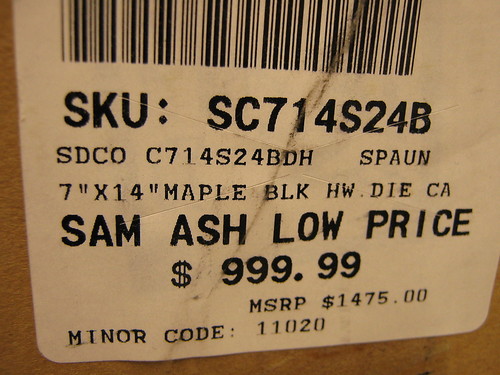 SKU: SC714S24B
SDCO C714S24BDH SPAUN
7"X14"MAPLE BLK HW.DIE CA
SAM ASH LOW PRICE
$ 999.99
MSRP $1475.00
MINOR CODE: 11020